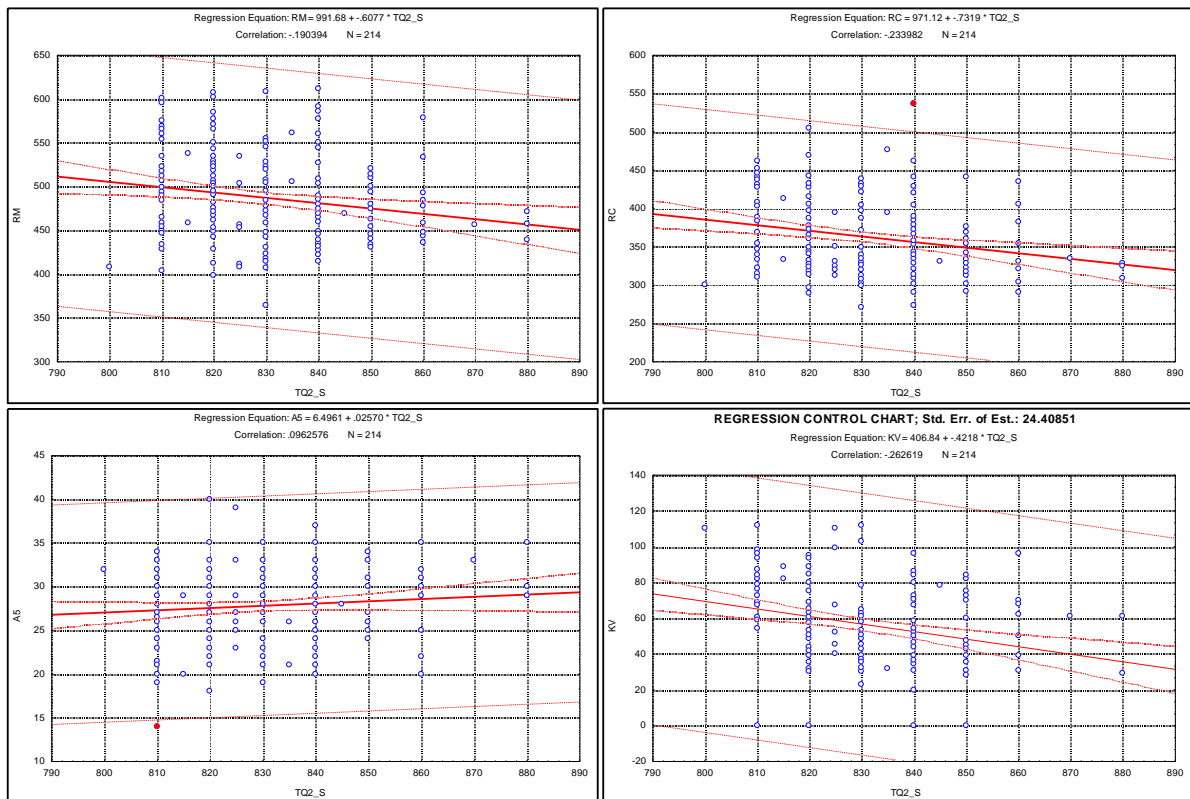 Regression Equation: RM = 991.68 + -.6077 * TQ2_S
Correlation: -.190394 N = 214
650
600
550
500
450
400
350
300
RM
790 800 810 820 830 840 850 860 870 880 890
TQ2_S
Regression Equation: RC = 971.12 + -.7319 * TQ2_S
Correlation: -.233982 N = 214
600
550
500
450
400
350
300
250
200
RC
790 800 810 820 830 840 850 860 870 880 890
TQ2_S
Regression Equation: A5 = 6.4961 + .02570 * TQ2_S
Correlation: .0962576 N = 214
45
40
35
30
25
20
15
10
A5
790 800 810 820 830 840 850 860 870 880 890
TQ2_S
REGRESSION CONTROL CHART; Std. Err. of Est.: 24.40851
Regression Equation: KV = 406.84 + -.4218 * TQ2_S
Correlation: -.262619 N = 214
140
120
100
80
60
40
20
0
-20
KV
790 800 810 820 830 840 850 860 870 880 890
TQ2_S